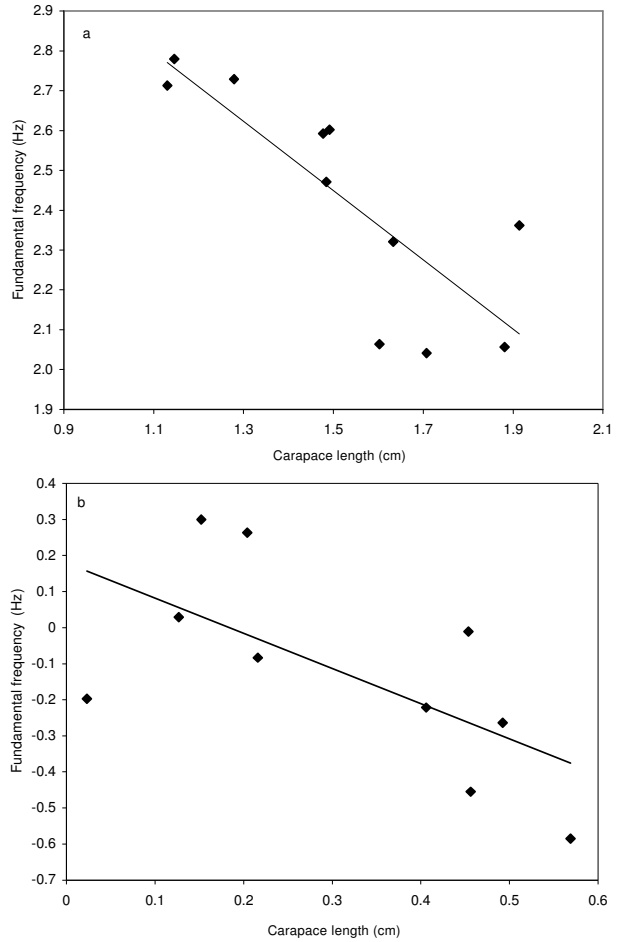 a
Fundamental frequency (Hz)
2.9
2.8
2.7
2.6
2.5
2.4
2.3
2.2
2.1
2.0
1.9
0.9 1.1 1.3 1.5 1.7 1.9 2.1
Carapace length (cm)
b
Fundamental frequency (Hz)
0.4
0.3
0.2
0.1
0
-0.1
-0.2
-0.3
-0.4
-0.5
-0.6
-0.7
0 0.1 0.2 0.3 0.4 0.5 0.6
Carapace length (cm)